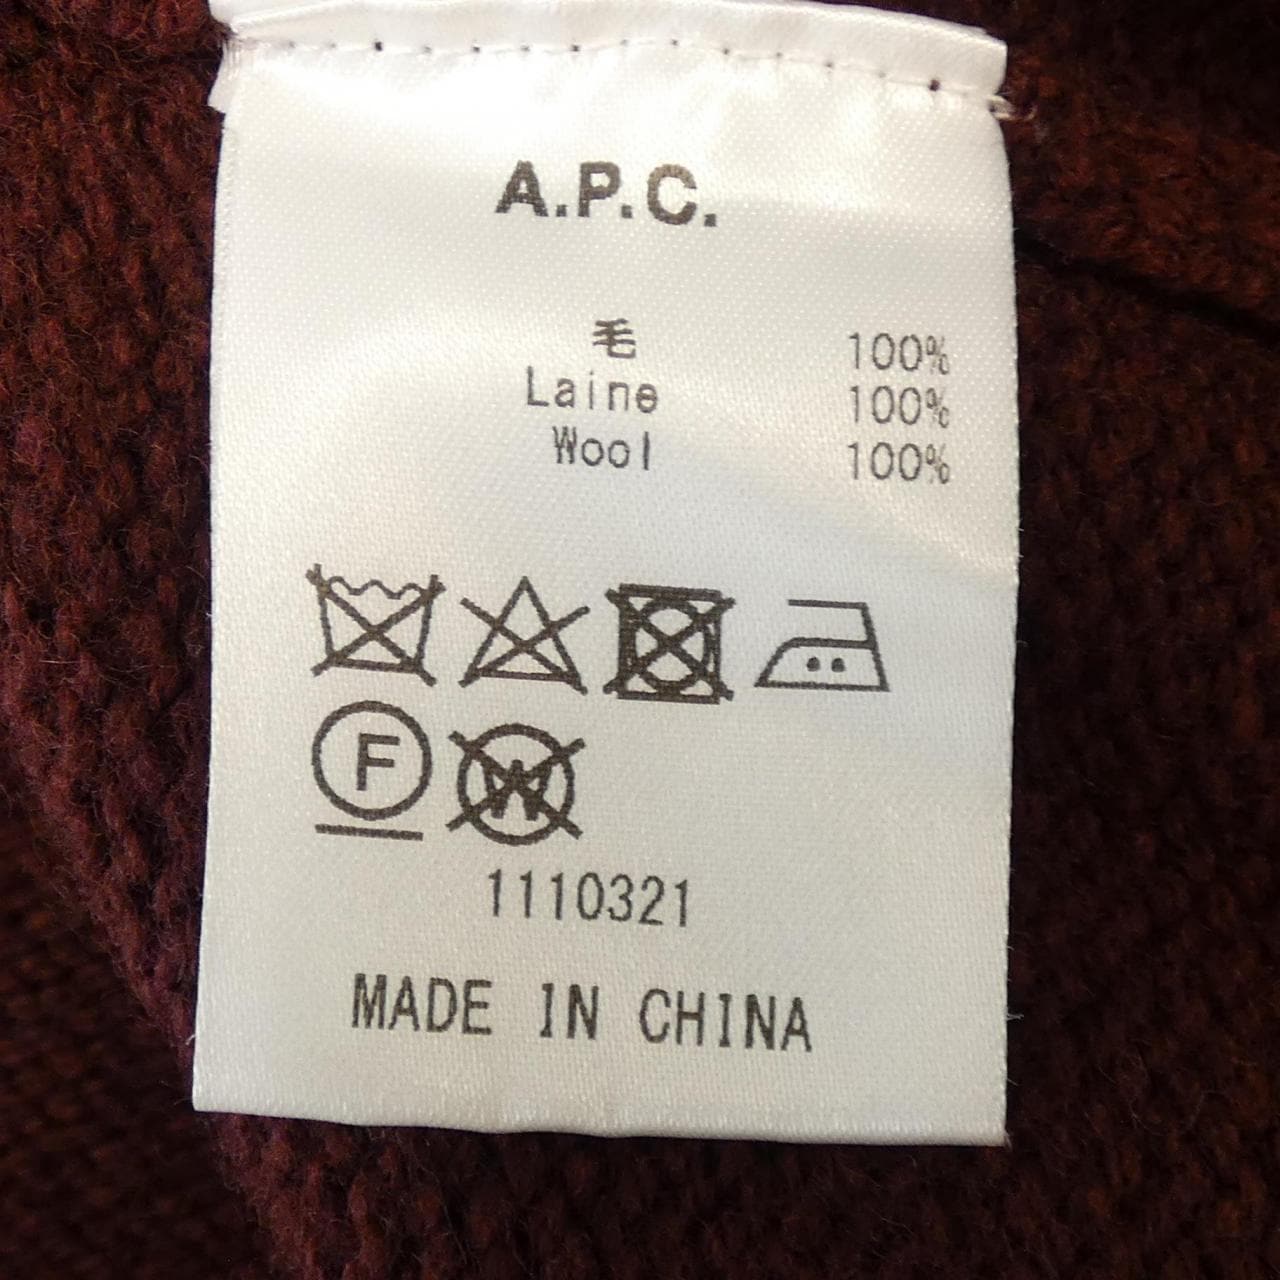 A.P.C.
毛 100%
Laine 100%
Wool 100%
F W
1110321
MADE IN CHINA